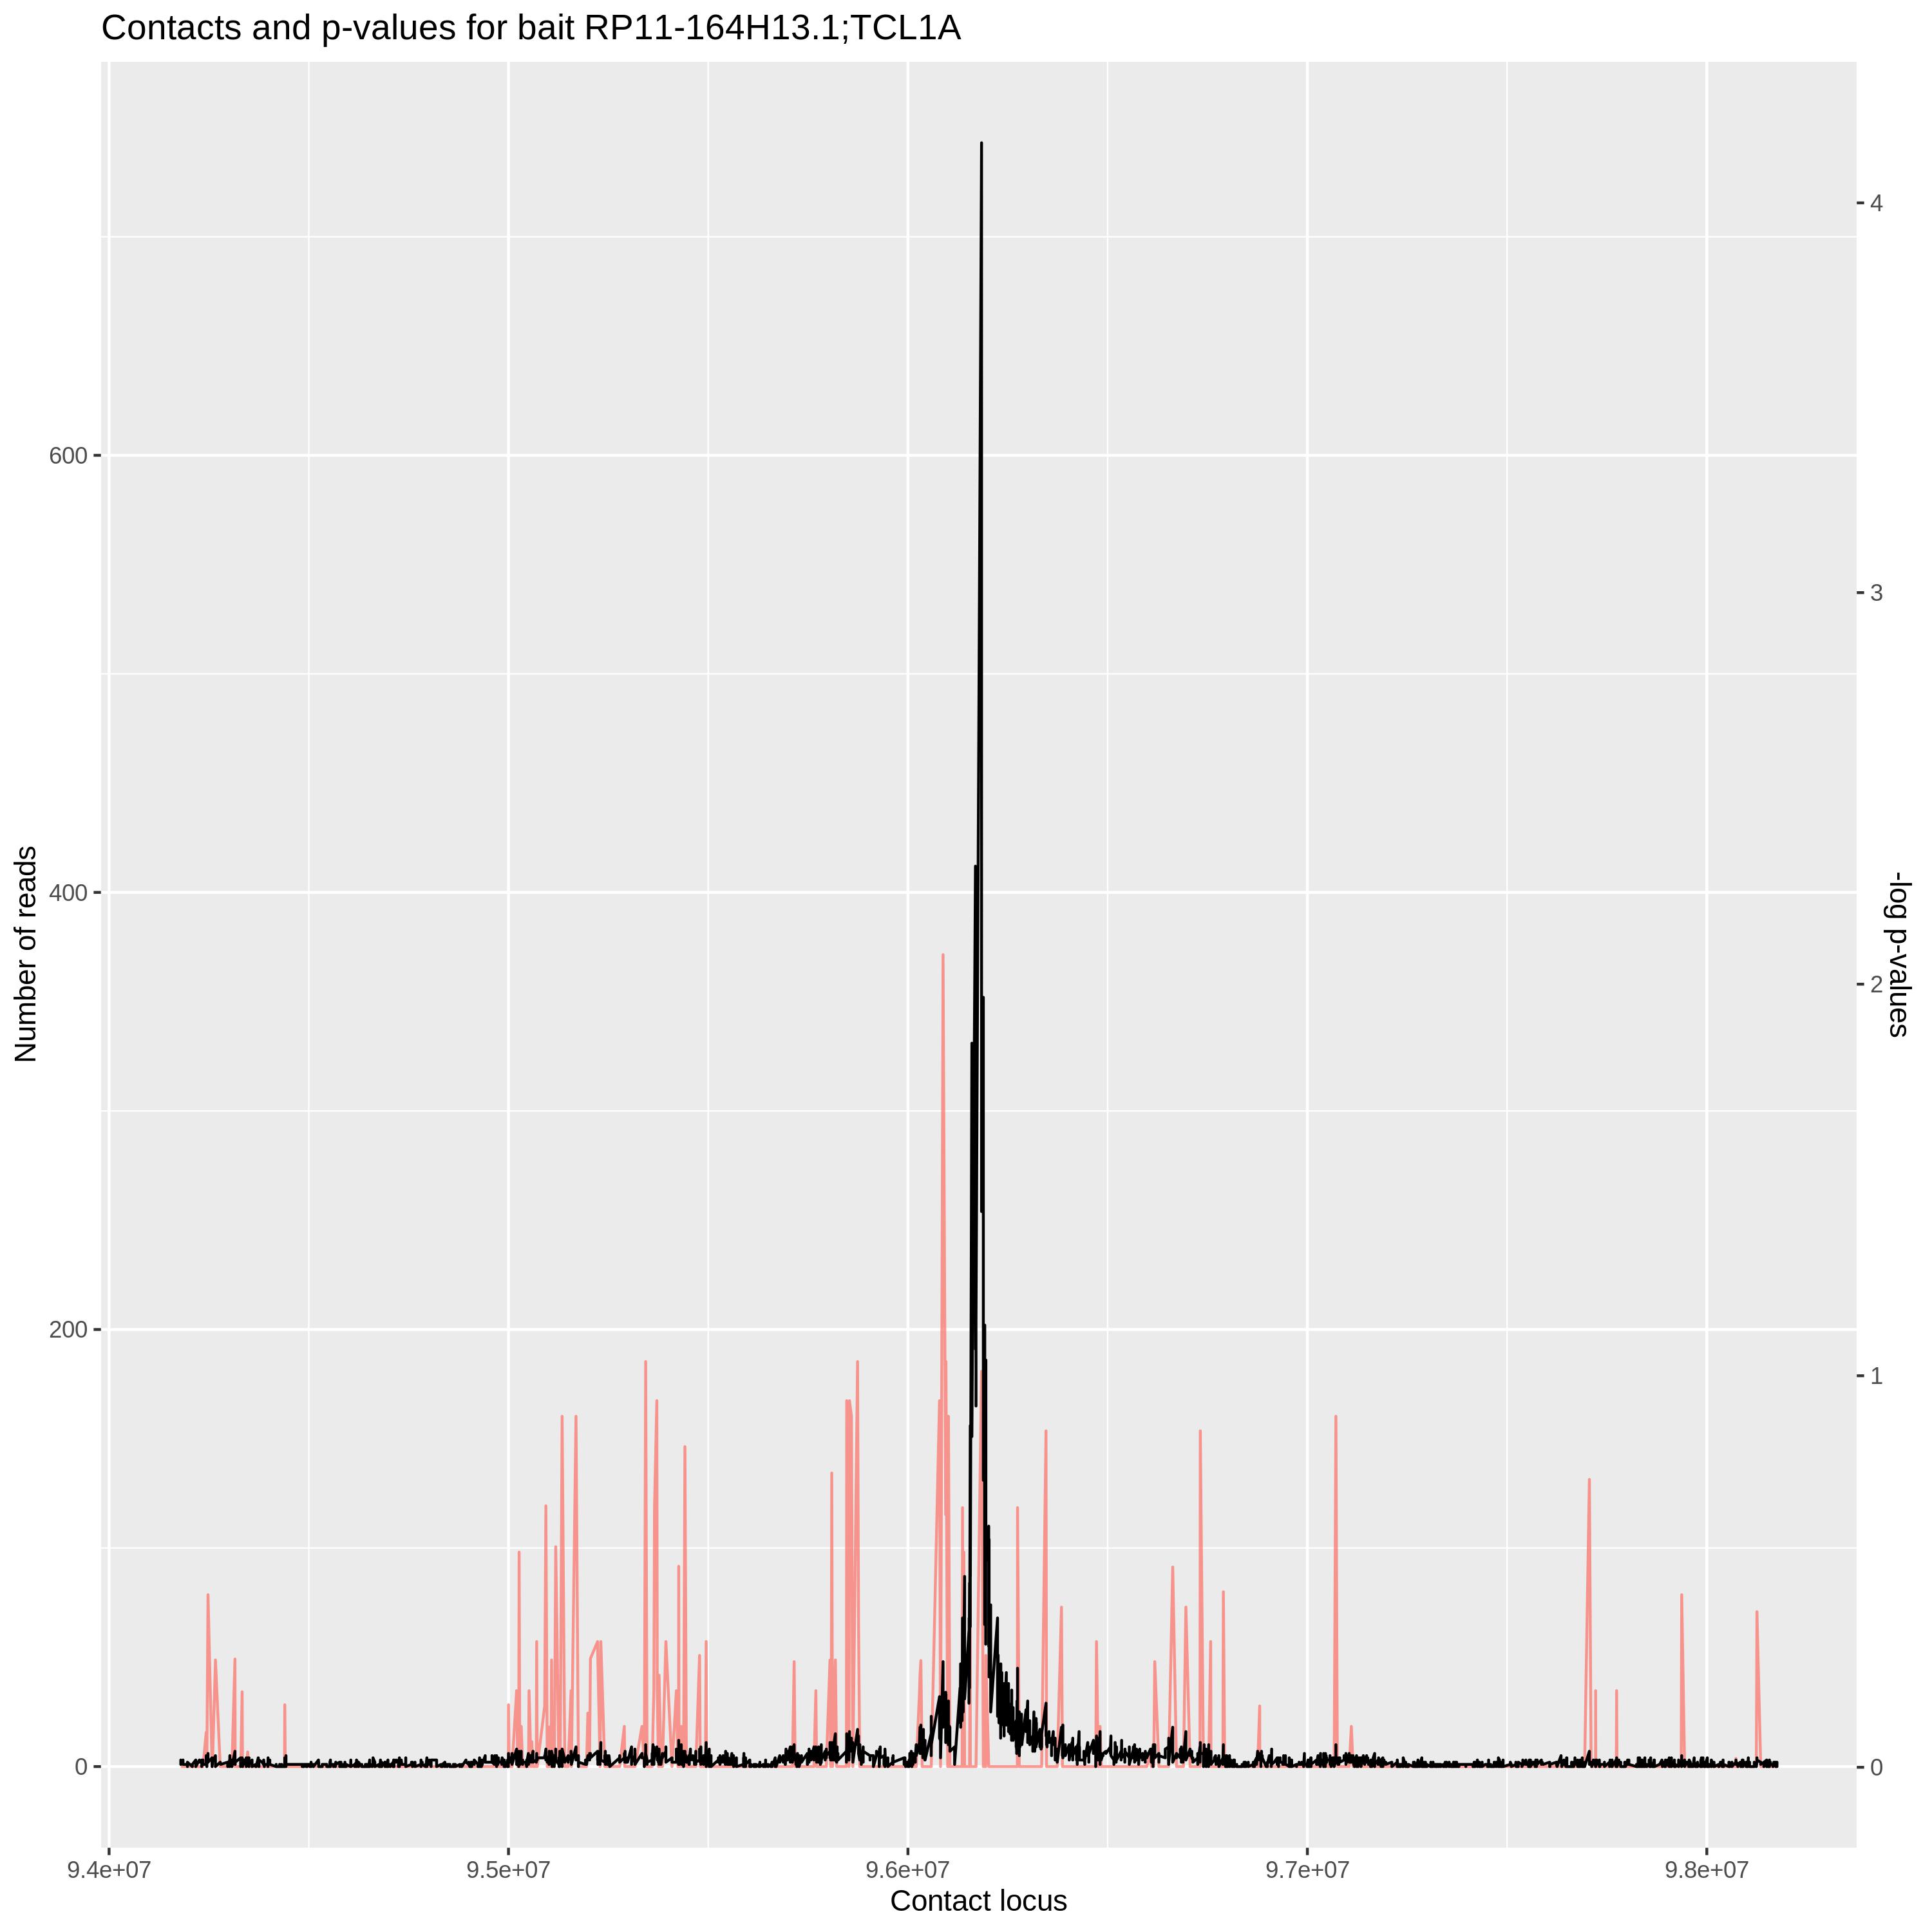 Contacts and p-values for bait RP11-164H13.1;TCL1A
Number of reads
600
400
200
0
4
3
2
1
0
-log p-values
9.4e+07 9.5e+07 9.6e+07 9.7e+07 9.8e+07
Contact locus